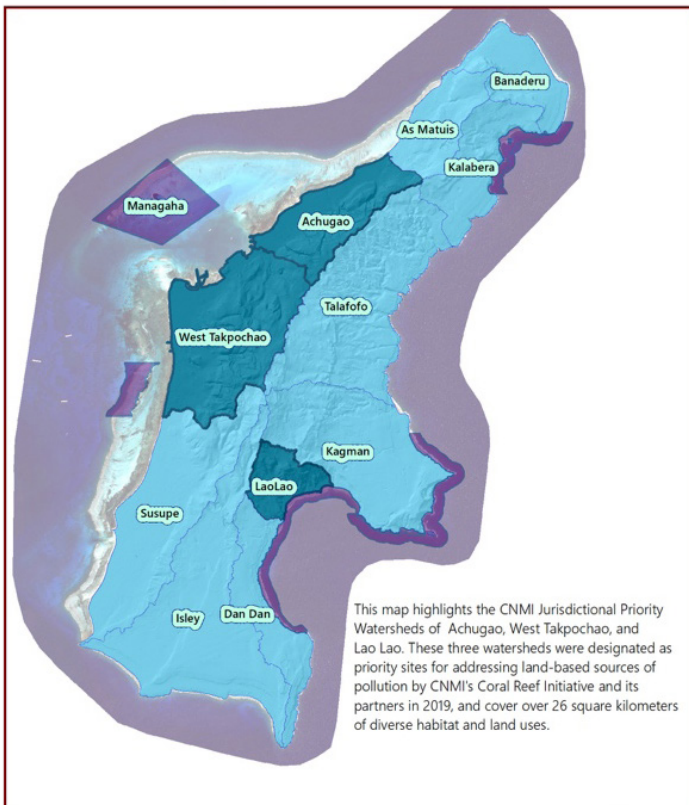 Banaderu
As Matuis
Kalabera
Managaha
Achugao
Talafofo
West Takpochao
Kagman
LaoLao
Susupe
Isley
Dan Dan
This map highlights the CNMI Jurisdictional Priority
Watersheds of Achugao, West Takpochao, and
Lao Lao. These three watersheds were designated as
priority sites for addressing land-based sources of
pollution by CNMI's Coral Reef Initiative and its
partners in 2019, and cover over 26 square kilometers
of diverse habitat and land uses.